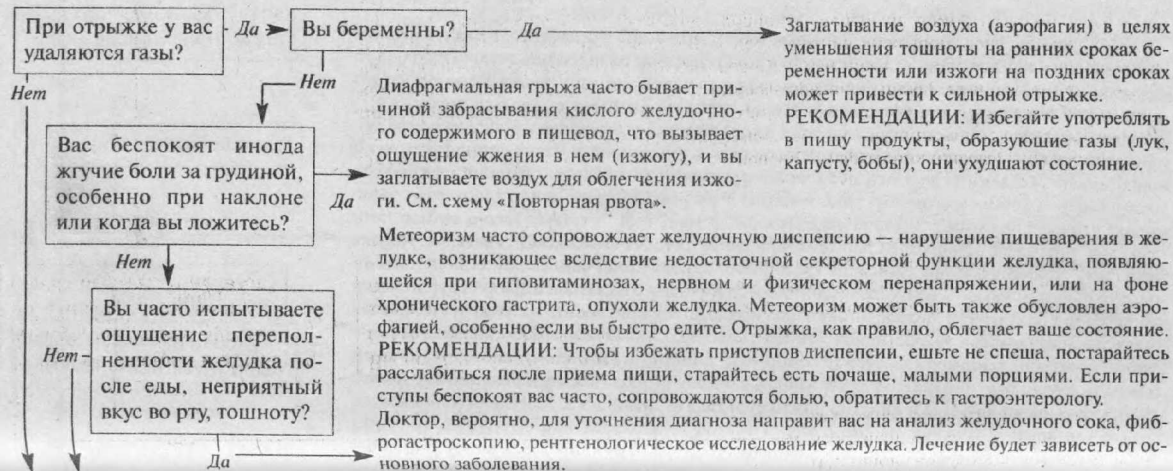 При отрыжке у вас
удаляются газы?
Да
Вы беременны?
Да
Заглатывание воздуха (аэрофагия) в целях
уменьшения тошноты на ранних сроках бе-
ременности или изжоги на поздних сроках
может привести к сильной отрыжке.
РЕКОМЕНДАЦИИ: Избегайте употреблять
в пищу продукты, образующие газы (лук,
капусту, бобы), они ухудшают состояние.
Нет
Нет
Вас беспокоят иногда
жгучие боли за грудиной,
особенно при наклоне
или когда вы ложитесь?
Да
Диафрагмальная грыжа часто бывает при-
чиной забрасывания кислого желудочно-
го содержимого в пищевод, что вызывает
ощущение жжения в нем (изжогу), и вы
заглатываете воздух для облегчения изжо-
ги. См. схему «Повторная рвота».
Нет
Вы часто испытываете
ощущение перепол-
ненности желудка по-
сле еды, неприятный
вкус во рту, тошноту?
Нет
Да
Метеоризм часто сопровождает желудочную диспепсию — нарушение пищеварения в же-
лудке, возникающее вследствие недостаточной секреторной функции желудка, появляю-
щейся при гиповитаминозах, нервном и физическом перенапряжении, или на фоне
хронического гастрита, опухоли желудка. Метеоризм может быть также обусловлен аэро-
фагией, особенно если вы быстро едите. Отрыжка, как правило, облегчает ваше состояние.
РЕКОМЕНДАЦИИ: Чтобы избежать приступов диспепсии, ешьте не спеша, постарайтесь
расслабиться после приема пищи, старайтесь есть почаще, малыми порциями. Если при-
ступы беспокоят вас часто, сопровождаются болью, обратитесь к гастроэнтерологу.
Доктор, вероятно, для уточнения диагноза направит вас на анализ желудочного сока, фиб-
рогастроскопию, рентгенологическое исследование желудка. Лечение будет зависеть от ос-
новного заболевания.